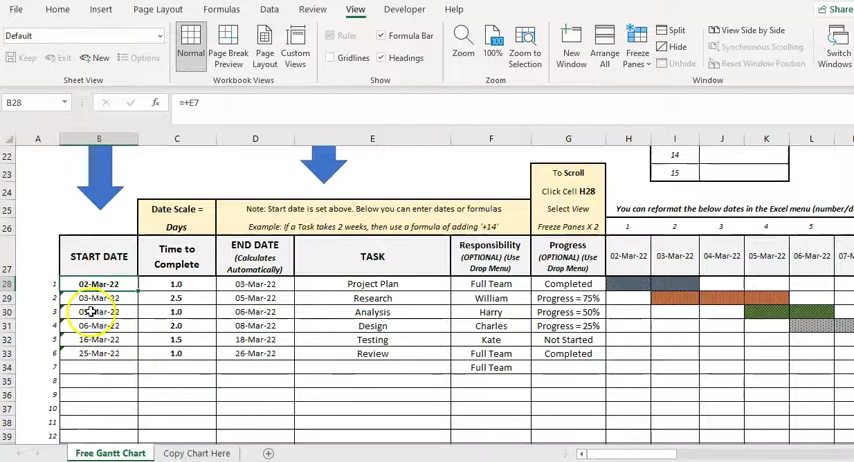 File Home Insert Page Layout Formulas Data Review View Developer Help Share
Default
Keep Exit New Options
Sheet View
Normal
Page Break Preview
Page Layout
Custom Views
Workbook Views
Ruler Formula Bar
Gridlines Headings
Show
Zoom
100%
Zoom to Selection
Zoom
New Window
Arrange All
Freeze Panes
Split
Hide
Unhide
View Side by Side
Synchronous Scrolling
Reset Window Position
Switch Windows
Window
B28 fx =+E7
A B C D E F G H I J K L
22 14
23 To Scroll 15
24 Click Cell H28
25 Date Scale = Note: Start date is set above. Below you can enter dates or formulas Select View You can reformat the below dates in the Excel menu (number/d
26 Days Example: If a Task takes 2 weeks, then use a formula of adding '+14' Freeze Panes X 2 1 2 3 4 5
27 START DATE Time to Complete END DATE (Calculates Automatically) TASK Responsibility (OPTIONAL) (Use Drop Menu) Progress (OPTIONAL) (Use Drop Menu) 02-Mar-22 03-Mar-22 04-Mar-22 05-Mar-22 06-Mar-22 07-Ma
28 1 02-Mar-22 1.0 03-Mar-22 Project Plan Full Team Completed
29 2 03-Mar-22 2.5 05-Mar-22 Research William Progress = 75%
30 3 05-Mar-22 1.0 06-Mar-22 Analysis Harry Progress = 50%
31 4 06-Mar-22 2.0 08-Mar-22 Design Charles Progress = 25%
32 5 16-Mar-22 1.5 18-Mar-22 Testing Kate Not Started
33 6 25-Mar-22 1.0 26-Mar-22 Review Full Team Completed
34 7 Full Team
35 8
36 9
37 10
38 11
39 12
Free Gantt Chart Copy Chart Here